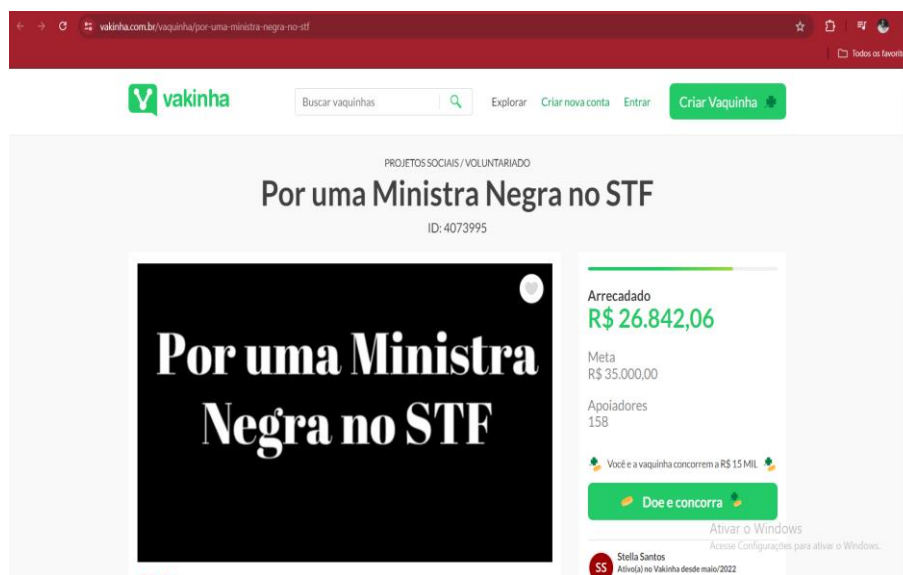 vakinha.com.br/vaquinha/por-uma-ministra-negra-no-stf
Todos os favorit
vakinha
Buscar vaquinhas
Explorar
Criar nova conta
Entrar
Criar Vaquinha
PROJETOS SOCIAIS / VOLUNTARIADO
Por uma Ministra Negra no STF
ID: 4073995
Por uma Ministra
Negra no STF
Arrecadado
R$ 26.842,06
Meta
R$ 35.000,00
Apoiadores
158
Você e a vaquinha concorrem a R$ 15 MIL
Doe e concorra
Ativar o Windows
Acesse Configurações para ativar o Windows.
SS
Stella Santos
Ativo(a) no Vakinha desde maio/2022